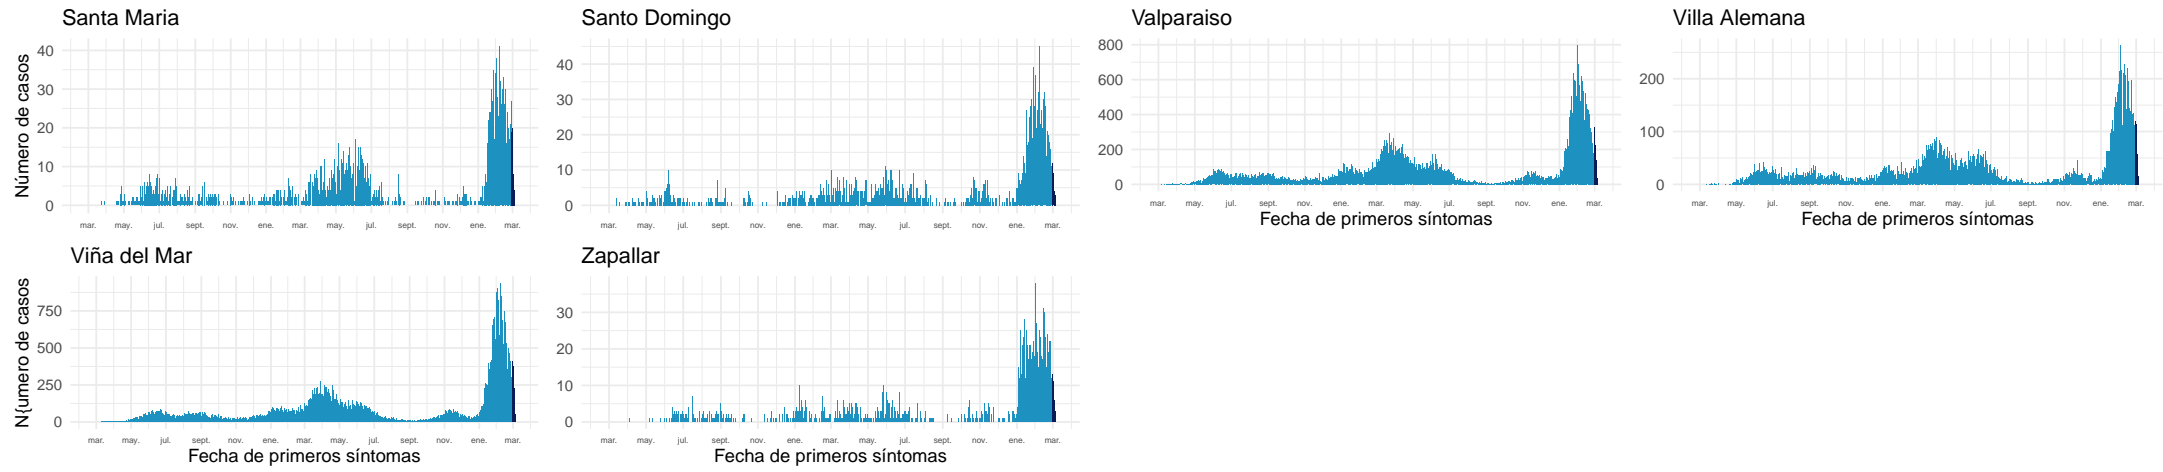 Santa Maria
Santo Domingo
Valparaiso
Villa Alemana
Número de casos
40
30
20
10
0
mar. may. jul. sept. nov. ene. mar. may. jul. sept. nov. ene. mar.
40
30
20
10
0
mar. may. jul. sept. nov. ene. mar. may. jul. sept. nov. ene. mar.
800
600
400
200
0
mar. may. jul. sept. nov. ene. mar. may. jul. sept. nov. ene. mar.
Fecha de primeros síntomas
200
100
0
mar. may. jul. sept. nov. ene. mar. may. jul. sept. nov. ene. mar.
Fecha de primeros síntomas
Viña del Mar
Zapallar
N{umero de casos
750
500
250
0
mar. may. jul. sept. nov. ene. mar. may. jul. sept. nov. ene. mar.
Fecha de primeros síntomas
30
20
10
0
mar. may. jul. sept. nov. ene. mar. may. jul. sept. nov. ene. mar.
Fecha de primeros síntomas